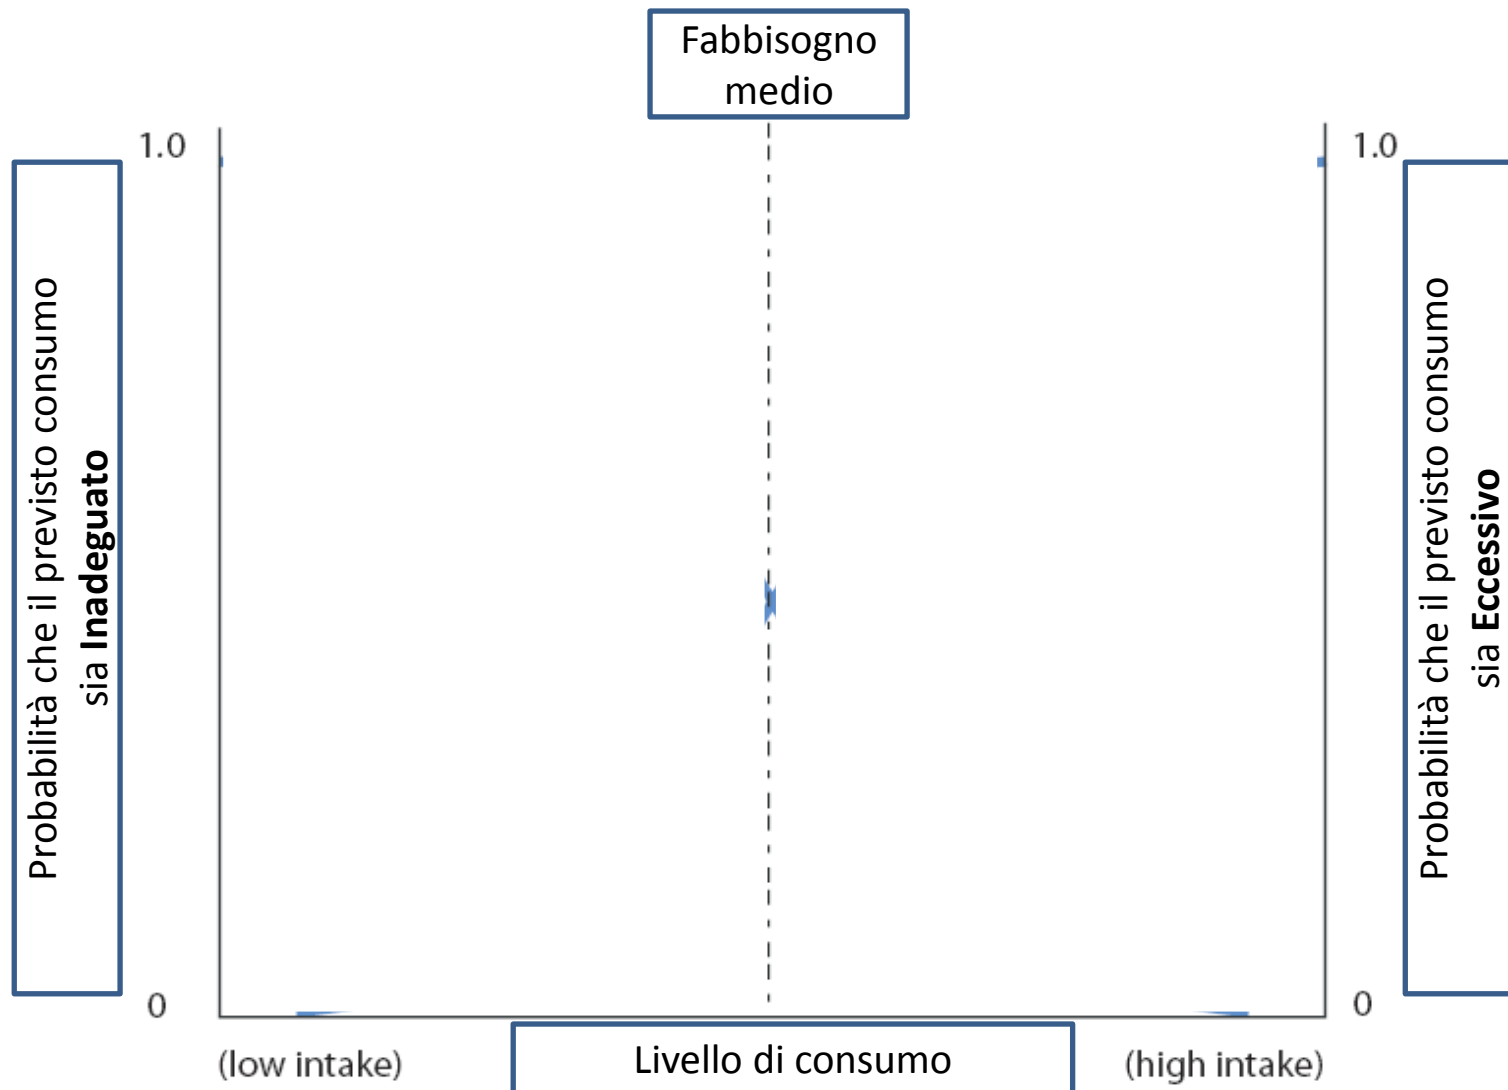 Fabbisogno
medio
1.0
1.0
Probabilità che il previsto consumo
sia Inadeguato
Probabilità che il previsto consumo
sia Eccessivo
0
0
(low intake)
Livello di consumo
(high intake)